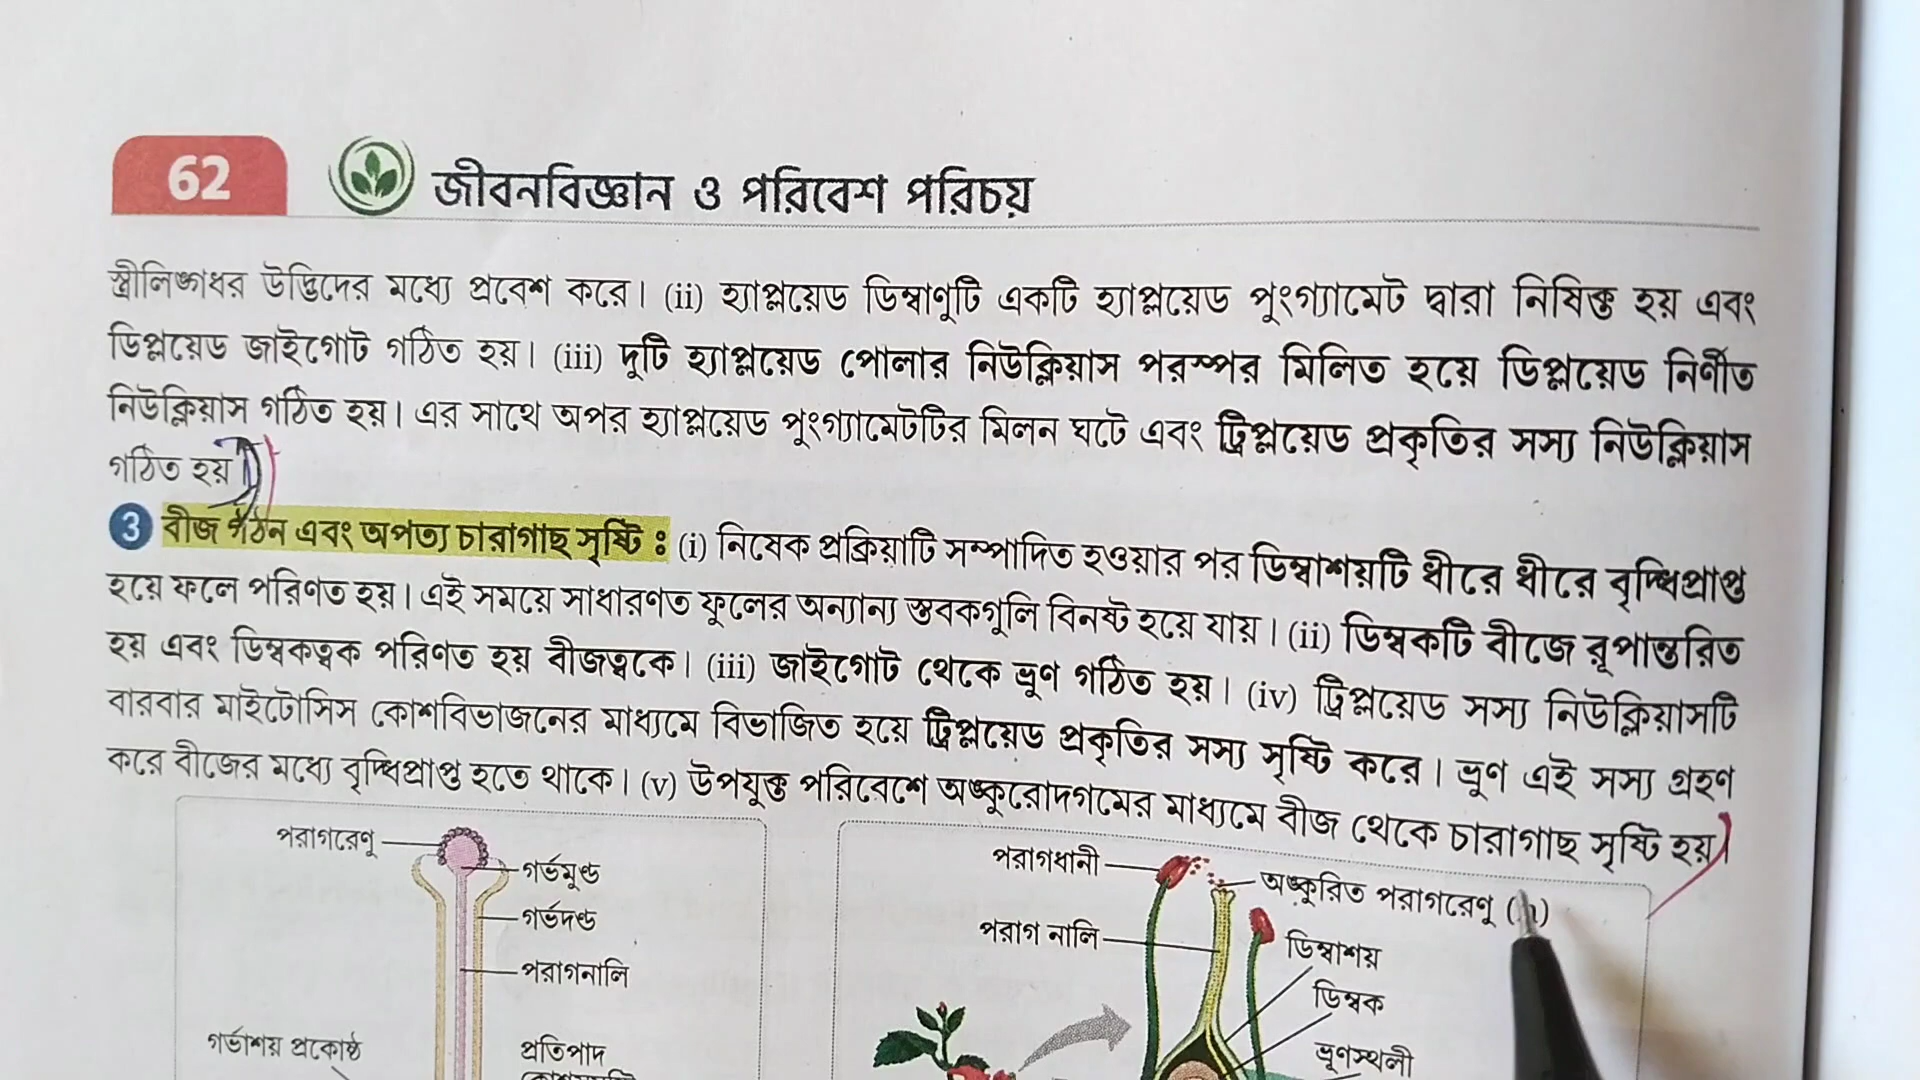 62
জীবনবিজ্ঞান ও পরিবেশ পরিচয়
স্ত্রীলিঙ্গধর উদ্ভিদের মধ্যে প্রবেশ করে। (ii) হ্যাপ্লয়েড ডিম্বাণুটি একটি হ্যাপ্লয়েড পুংগ্যামেট দ্বারা নিষিক্ত হয় এবং
ডিপ্লয়েড জাইগোট গঠিত হয়। (iii) দুটি হ্যাপ্লয়েড পোলার নিউক্লিয়াস পরস্পর মিলিত হয়ে ডিপ্লয়েড নির্ণীত
নিউক্লিয়াস গঠিত হয়। এর সাথে অপর হ্যাপ্লয়েড পুংগ্যামেটটির মিলন ঘটে এবং ট্রিপ্লয়েড প্রকৃতির সস্য নিউক্লিয়াস
গঠিত হয়।
3 বীজ গঠন এবং অপত্য চারাগাছ সৃষ্টি : (i) নিষেক প্রক্রিয়াটি সম্পাদিত হওয়ার পর ডিম্বাশয়টি ধীরে ধীরে বৃদ্ধিপ্রাপ্ত
হয়ে ফলে পরিণত হয়। এই সময়ে সাধারণত ফুলের অন্যান্য স্তবকগুলি বিনষ্ট হয়ে যায়। (ii) ডিম্বকটি বীজে রূপান্তরিত
হয় এবং ডিম্বকত্বক পরিণত হয় বীজত্বকে। (iii) জাইগোট থেকে ভ্রূণ গঠিত হয়। (iv) ট্রিপ্লয়েড সস্য নিউক্লিয়াসটি
বারবার মাইটোসিস কোশবিভাজনের মাধ্যমে বিভাজিত হয়ে ট্রিপ্লয়েড প্রকৃতির সস্য সৃষ্টি করে। ভ্রূণ এই সস্য গ্রহণ
করে বীজের মধ্যে বৃদ্ধিপ্রাপ্ত হতে থাকে। (v) উপযুক্ত পরিবেশে অঙ্কুরোদগমের মাধ্যমে বীজ থেকে চারাগাছ সৃষ্টি হয়।
পরাগরেণু
গর্ভমুণ্ড
গর্ভদণ্ড
পরাগনালি
গর্ভাশয় প্রকোষ্ঠ
প্রতিপাদ
পরাগধানী
অঙ্কুরিত পরাগরেণু (n)
পরাগ নালি
ডিম্বাশয়
ডিম্বক
ভ্রূণস্থলী